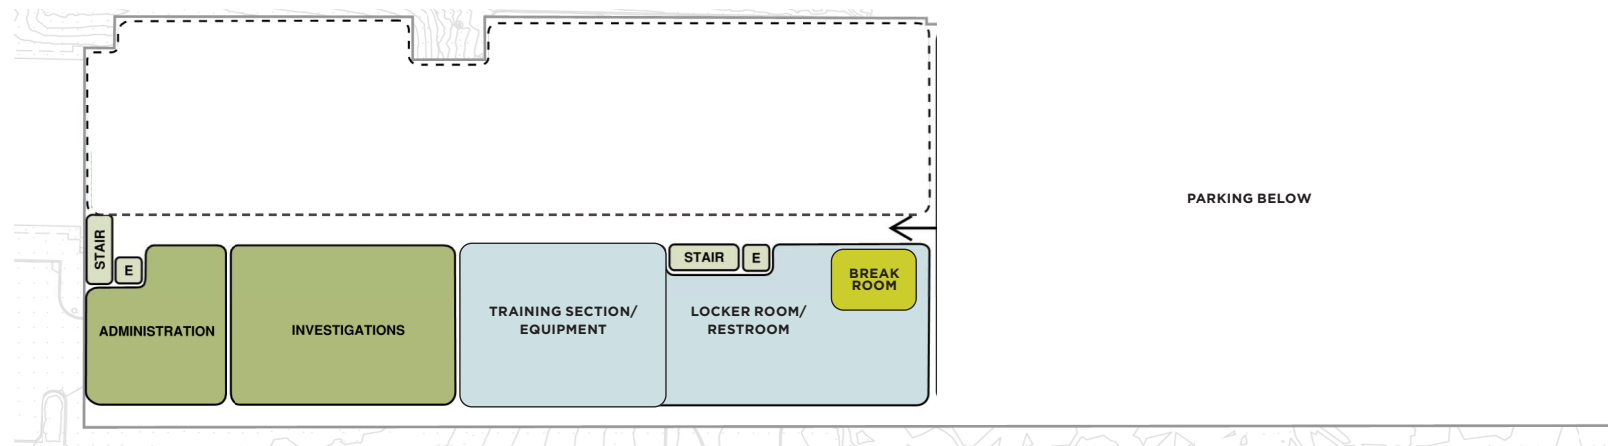 PARKING BELOW
STAIR
E
STAIR
E
BREAK
ROOM
ADMINISTRATION
INVESTIGATIONS
TRAINING SECTION/
EQUIPMENT
LOCKER ROOM/
RESTROOM